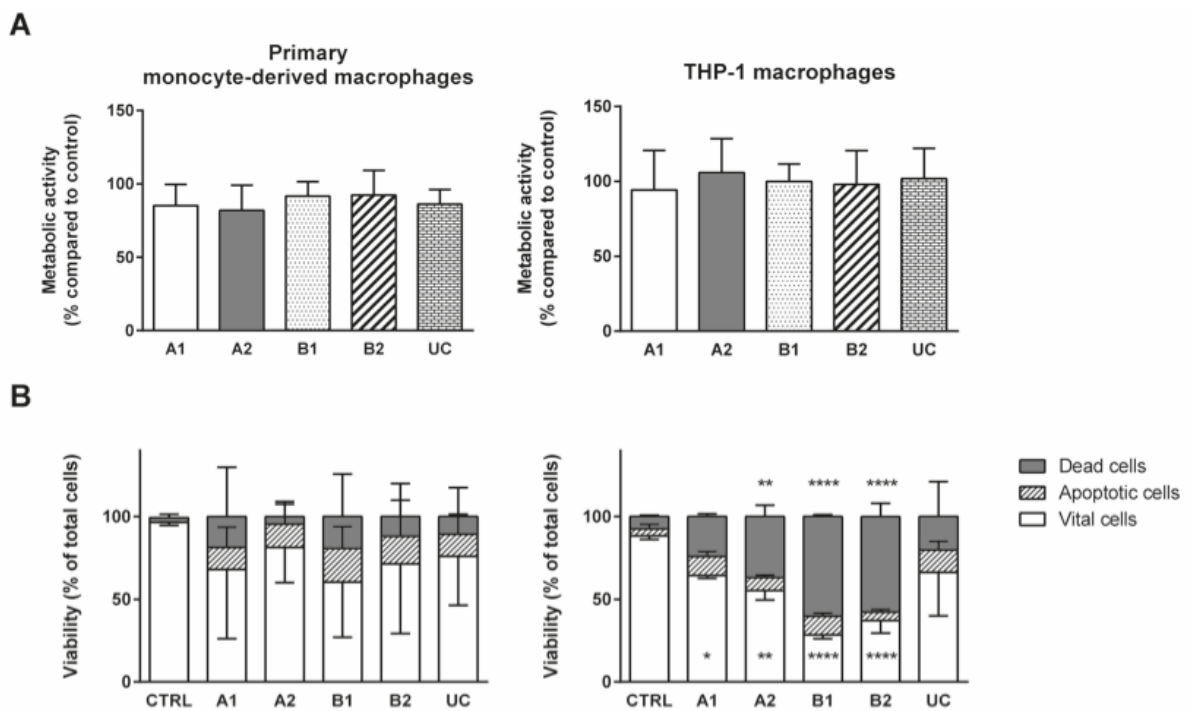 A
Primary
monocyte-derived macrophages
THP-1 macrophages
Metabolic activity
(% compared to control)
150
100
50
0
A1 A2 B1 B2 UC
Metabolic activity
(% compared to control)
150
100
50
0
A1 A2 B1 B2 UC
B
Viability (% of total cells)
100
50
0
CTRL A1 A2 B1 B2 UC
Viability (% of total cells)
100
50
0
** **** ****
* ** **** ****
CTRL A1 A2 B1 B2 UC
Dead cells
Apoptotic cells
Vital cells